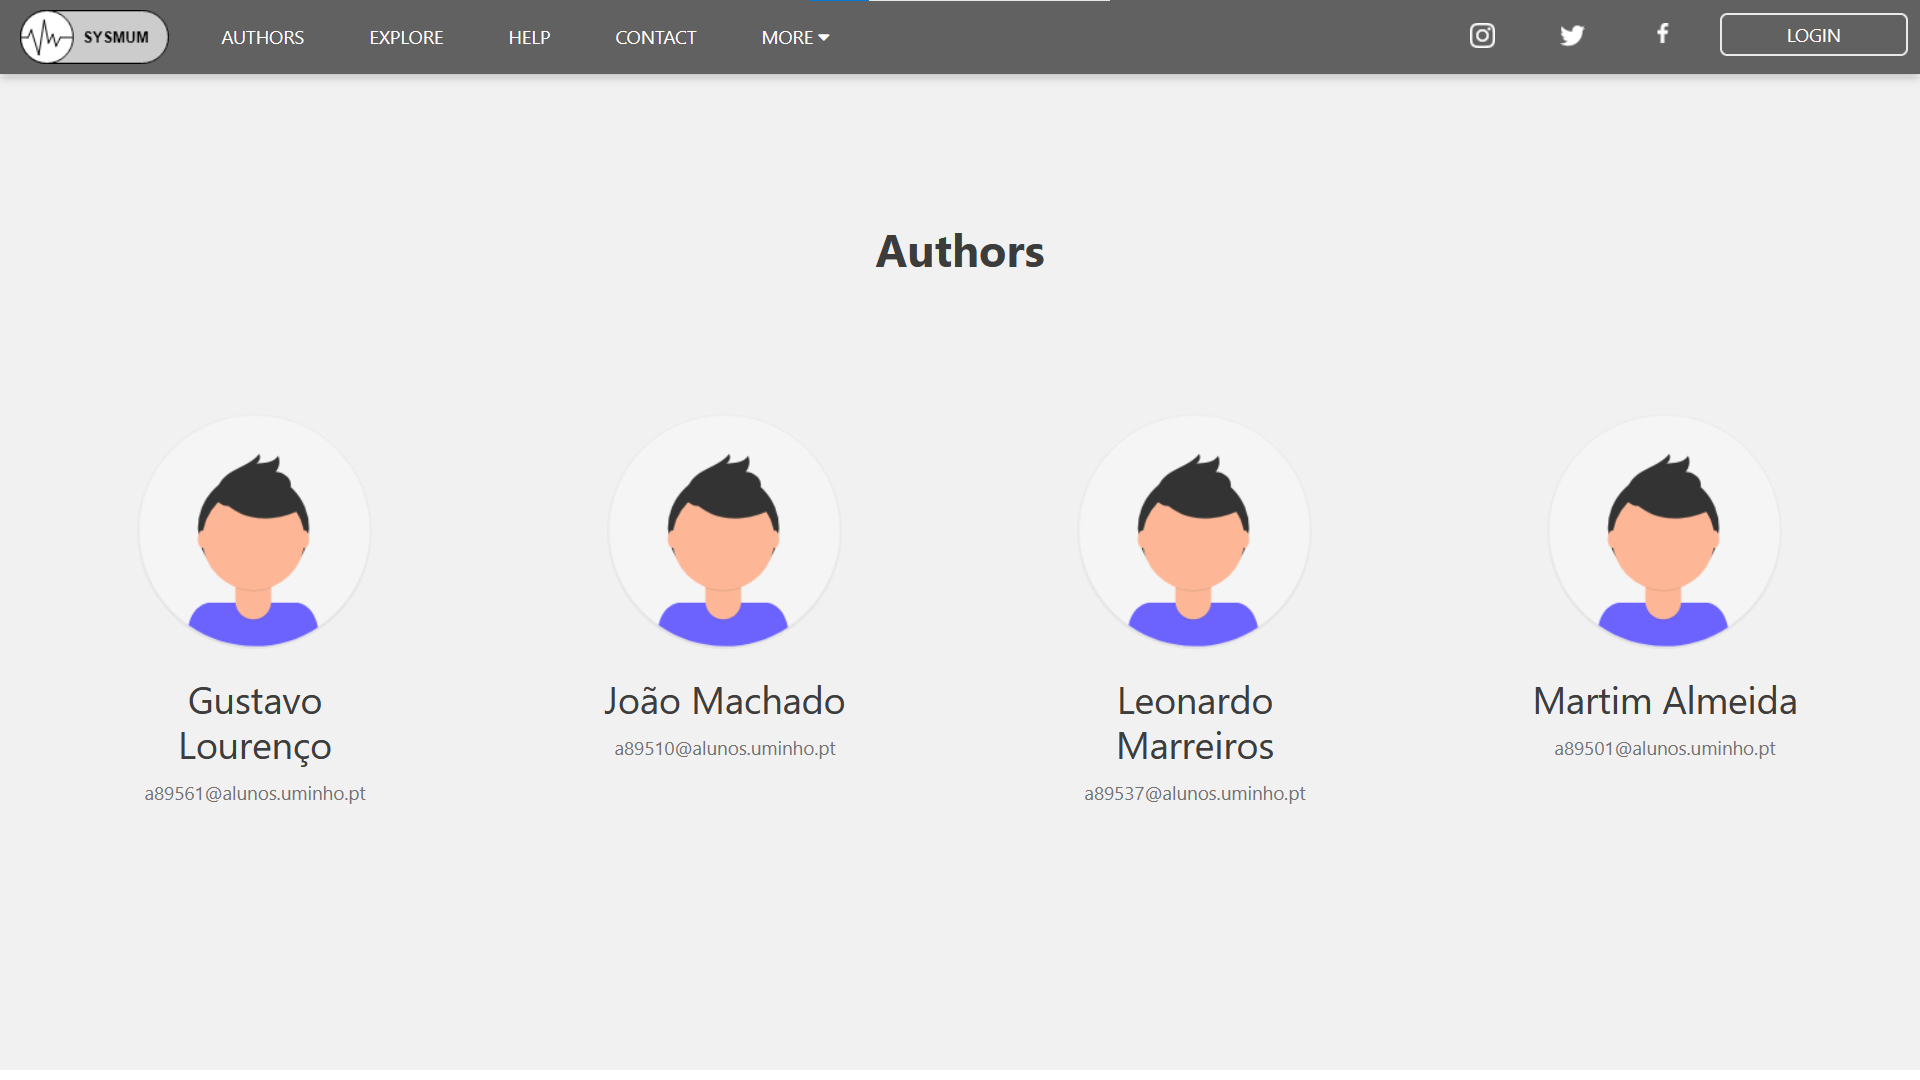 SYSMUM AUTHORS EXPLORE HELP CONTACT MORE LOGIN
Authors
Gustavo
Lourenço
a89561@alunos.uminho.pt
João Machado
a89510@alunos.uminho.pt
Leonardo
Marreiros
a89537@alunos.uminho.pt
Martim Almeida
a89501@alunos.uminho.pt